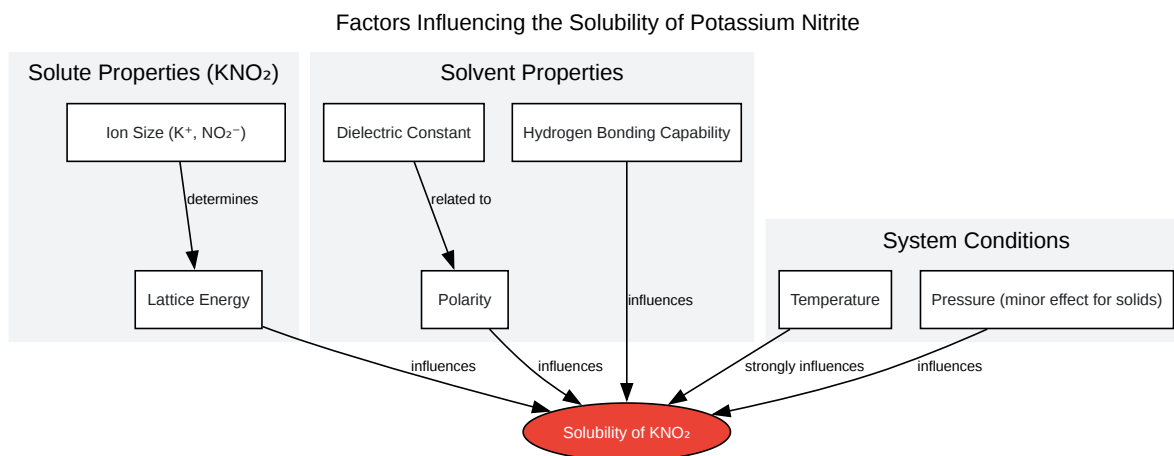 Factors Influencing the Solubility of Potassium Nitrite
Solute Properties (KNO₂)
Ion Size (K⁺, NO₂⁻)
determines
Lattice Energy
influences
Solvent Properties
Dielectric Constant
Hydrogen Bonding Capability
related to
Polarity
influences
influences
System Conditions
Temperature
Pressure (minor effect for solids)
strongly influences
influences
Solubility of KNO₂